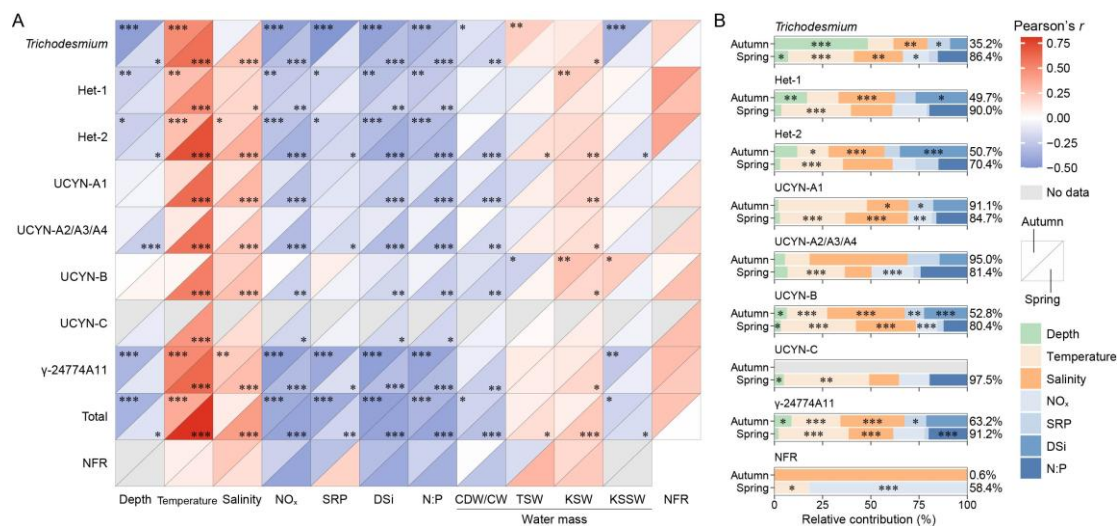 A
Trichodesmium
*** *** *** *** *** *** * ** ***
* *** *** *** *** *** *** *
Het-1
** ** ** * ** ** **
*** * ** ** **
Het-2
* *** * *** * *** ***
* *** *** *** * *** *** *** * ** *
UCYN-A1
*** *** *** *** *** ** **
UCYN-A2/A3/A4
*** *** *** *** * *** *** ** *
UCYN-B
* ** *
*** *** ** ** ** ** *
UCYN-C
*** * * *
γ-24774A11
*** *** ** *** *** *** *** **
*** *** *** * *** *** ** *
Total
*** *** *** *** *** *** * *
* *** *** *** ** *** *** *** * *** *
NFR
Depth Temperature Salinity NOₓ SRP DSi N:P CDW/CW TSW KSW KSSW NFR
Water mass
B
Trichodesmium
Autumn *** ** * 35.2%
Spring * *** ** * 86.4%
Het-1
Autumn ** *** * 49.7%
Spring *** 90.0%
Het-2
Autumn * *** *** 50.7%
Spring *** 70.4%
UCYN-A1
Autumn * * 91.1%
Spring *** *** ** 84.7%
UCYN-A2/A3/A4
Autumn 95.0%
Spring *** *** 81.4%
UCYN-B
Autumn * *** *** ** *** 52.8%
Spring * *** *** *** 80.4%
UCYN-C
Autumn
Spring * ** 97.5%
γ-24774A11
Autumn * *** *** * 63.2%
Spring *** *** *** 91.2%
NFR
Autumn 0.6%
Spring * *** 58.4%
0 25 50 75 100
Relative contribution (%)
Pearson's r
0.75
0.50
0.25
0.00
−0.25
−0.50
No data
Autumn
Spring
Depth
Temperature
Salinity
NOₓ
SRP
DSi
N:P